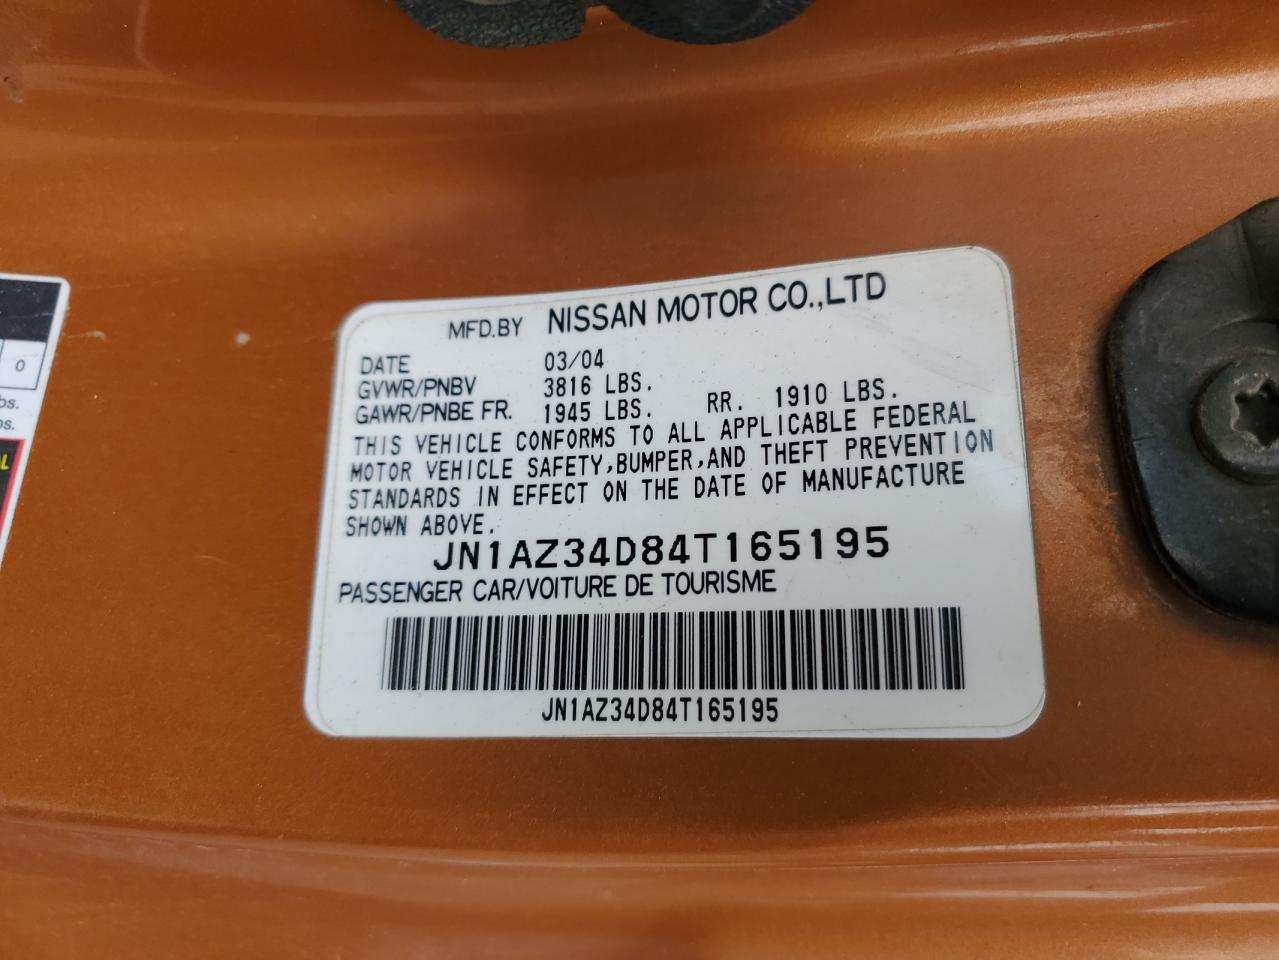 MFD.BY NISSAN MOTOR CO.,LTD
DATE 03/04
GVWR/PNBV 3816 LBS.
GAWR/PNBE FR. 1945 LBS. RR. 1910 LBS.
THIS VEHICLE CONFORMS TO ALL APPLICABLE FEDERAL
MOTOR VEHICLE SAFETY,BUMPER,AND THEFT PREVENTION
STANDARDS IN EFFECT ON THE DATE OF MANUFACTURE
SHOWN ABOVE.
JN1AZ34D84T165195
PASSENGER CAR/VOITURE DE TOURISME
JN1AZ34D84T165195
0